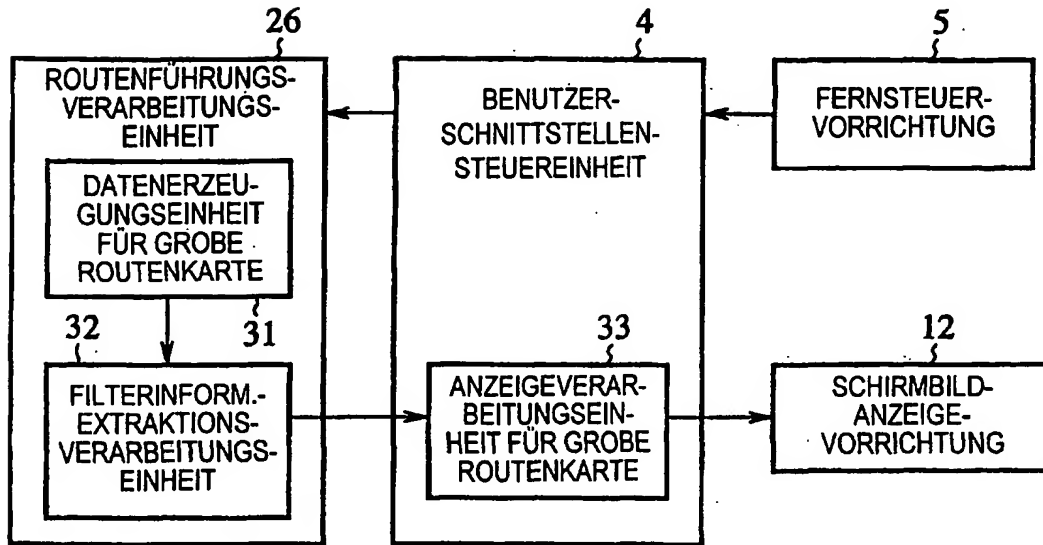 26
ROUTENFÜHRUNGS-
VERARBEITUNGS-
EINHEIT
DATENERZEU-
GUNGSEINHEIT
FÜR GROBE
ROUTENKARTE
31
32
FILTERINFORM.-
EXTRAKTIONS-
VERARBEITUNGS-
EINHEIT
4
BENUTZER-
SCHNITTSTELLEN-
STEUEREINHEIT
33
ANZEIGEVERAR-
BEITUNGSEIN-
HEIT FÜR GROBE
ROUTENKARTE
5
FERNSTEUER-
VORRICHTUNG
12
SCHIRMBILD-
ANZEIGE-
VORRICHTUNG